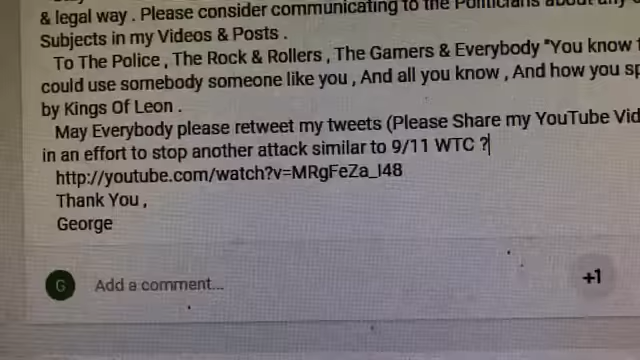 & legal way . Please consider communicating to the Politicians about any
Subjects in my Videos & Posts .
To The Police , The Rock & Rollers , The Gamers & Everybody "You know
could use somebody someone like you , And all you know , And how you
by Kings Of Leon .
May Everybody please retweet my tweets (Please Share my YouTube
in an effort to stop another attack similar to 9/11 WTC ?
http://youtube.com/watch?v=MRgFeZa_I48
Thank You ,
George
G Add a comment... +1